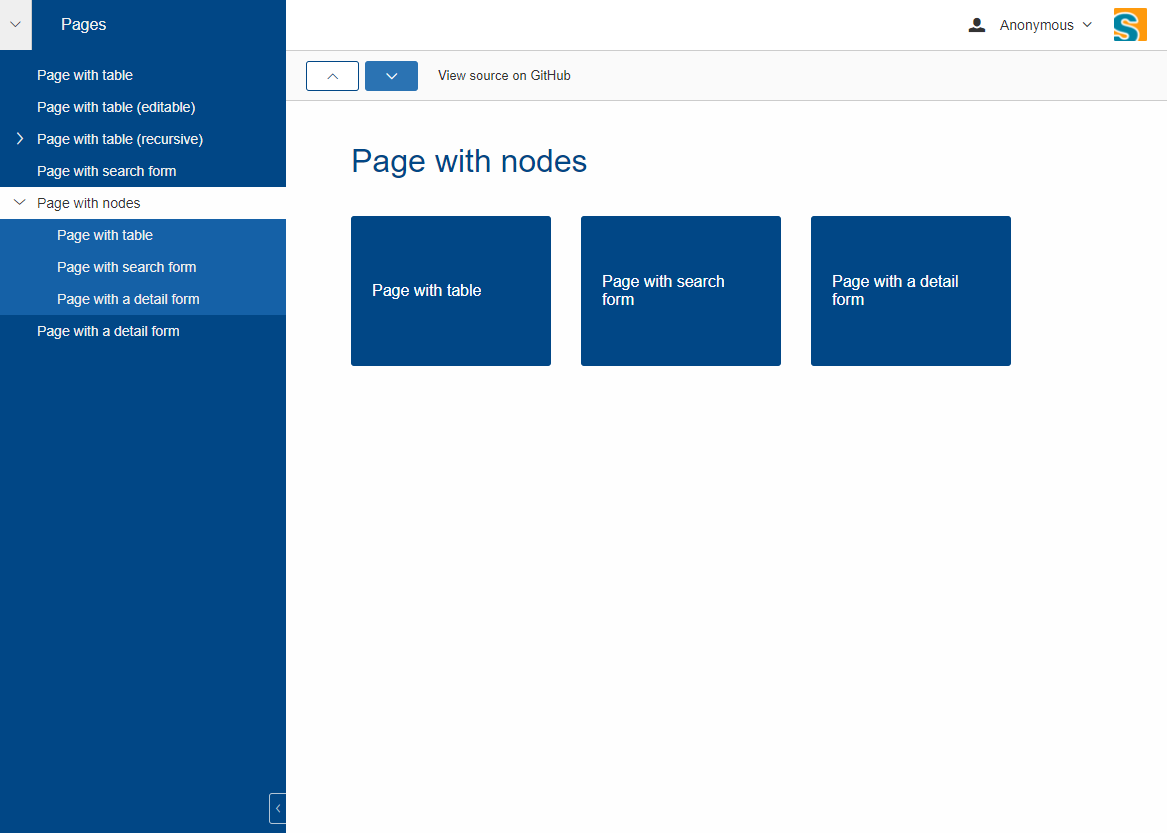 Pages
Anonymous
View source on GitHub
Page with table
Page with table (editable)
Page with table (recursive)
Page with search form
Page with nodes
Page with table
Page with search form
Page with a detail form
Page with a detail form
Page with nodes
Page with table
Page with search
form
Page with a detail
form